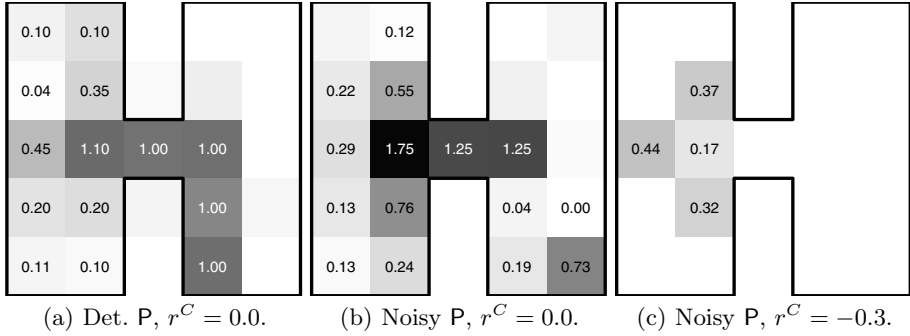 0.10 0.10 0.12
0.04 0.35 0.22 0.55 0.37
0.45 1.10 1.00 1.00 0.29 1.75 1.25 1.25 0.44 0.17
0.20 0.20 1.00 0.13 0.76 0.04 0.00 0.32
0.11 0.10 1.00 0.13 0.24 0.19 0.73
(a) Det. P, r^C = 0.0. (b) Noisy P, r^C = 0.0. (c) Noisy P, r^C = −0.3.